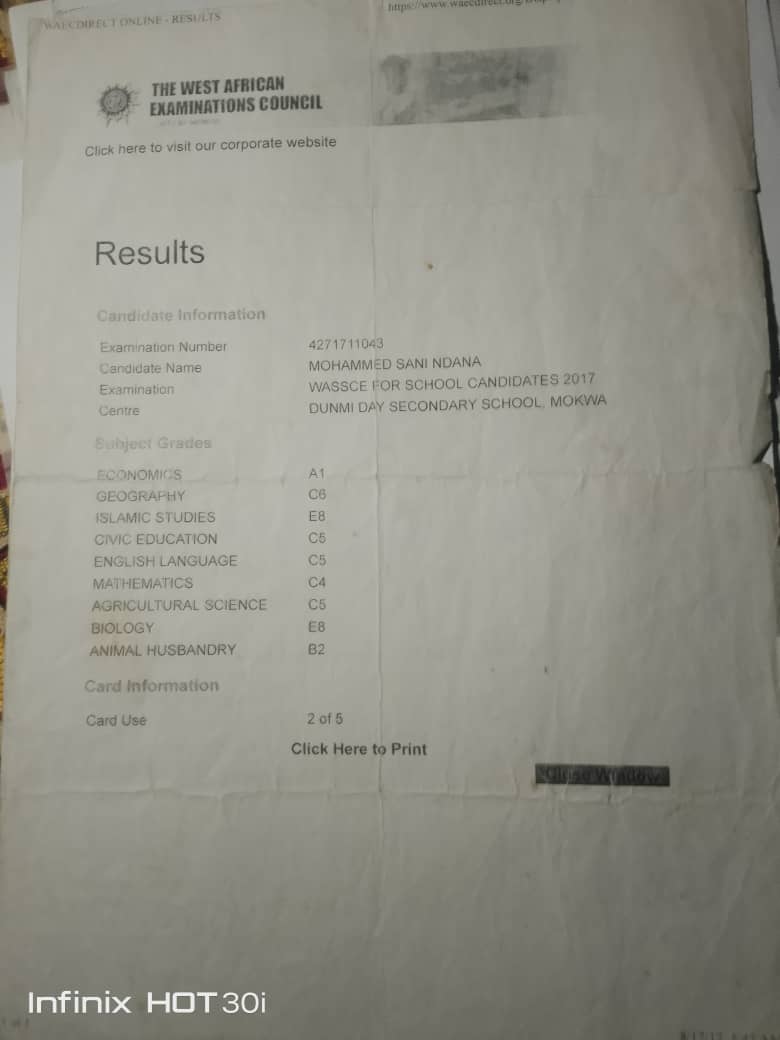 WAECDIRECT ONLINE - RESULTS
THE WEST AFRICAN
EXAMINATIONS COUNCIL
Click here to visit our corporate website
Results
Candidate Information
Examination Number 4271711043
Candidate Name MOHAMMED SANI NDANA
Examination WASSCE FOR SCHOOL CANDIDATES 2017
Centre DUNMI DAY SECONDARY SCHOOL, MOKWA
Subject Grades
ECONOMICS A1
GEOGRAPHY C6
ISLAMIC STUDIES E8
CIVIC EDUCATION C5
ENGLISH LANGUAGE C5
MATHEMATICS C4
AGRICULTURAL SCIENCE C5
BIOLOGY E8
ANIMAL HUSBANDRY B2
Card Information
Card Use 2 of 5
Click Here to Print
Close Window
Infinix HOT 30i